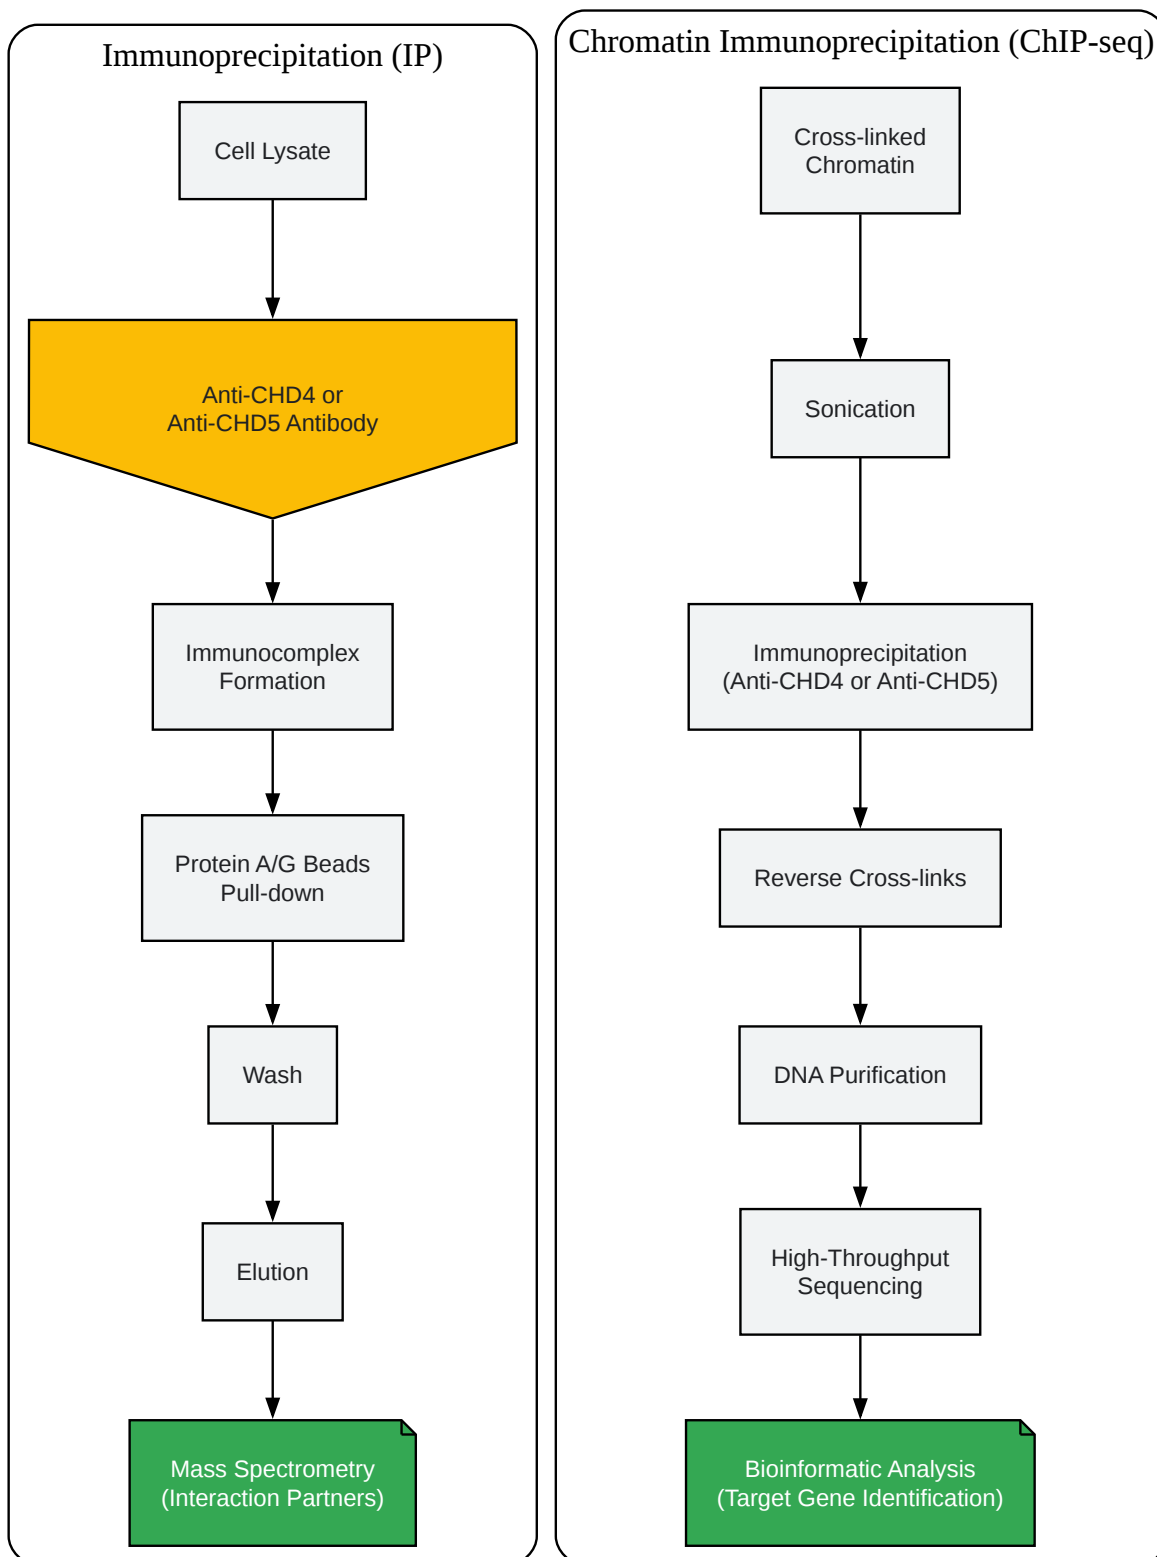 Immunoprecipitation (IP)
Cell Lysate
Anti-CHD4 or
Anti-CHD5 Antibody
Immunocomplex
Formation
Protein A/G Beads
Pull-down
Wash
Elution
Mass Spectrometry
(Interaction Partners)
Chromatin Immunoprecipitation (ChIP-seq)
Cross-linked
Chromatin
Sonication
Immunoprecipitation
(Anti-CHD4 or Anti-CHD5)
Reverse Cross-links
DNA Purification
High-Throughput
Sequencing
Bioinformatic Analysis
(Target Gene Identification)